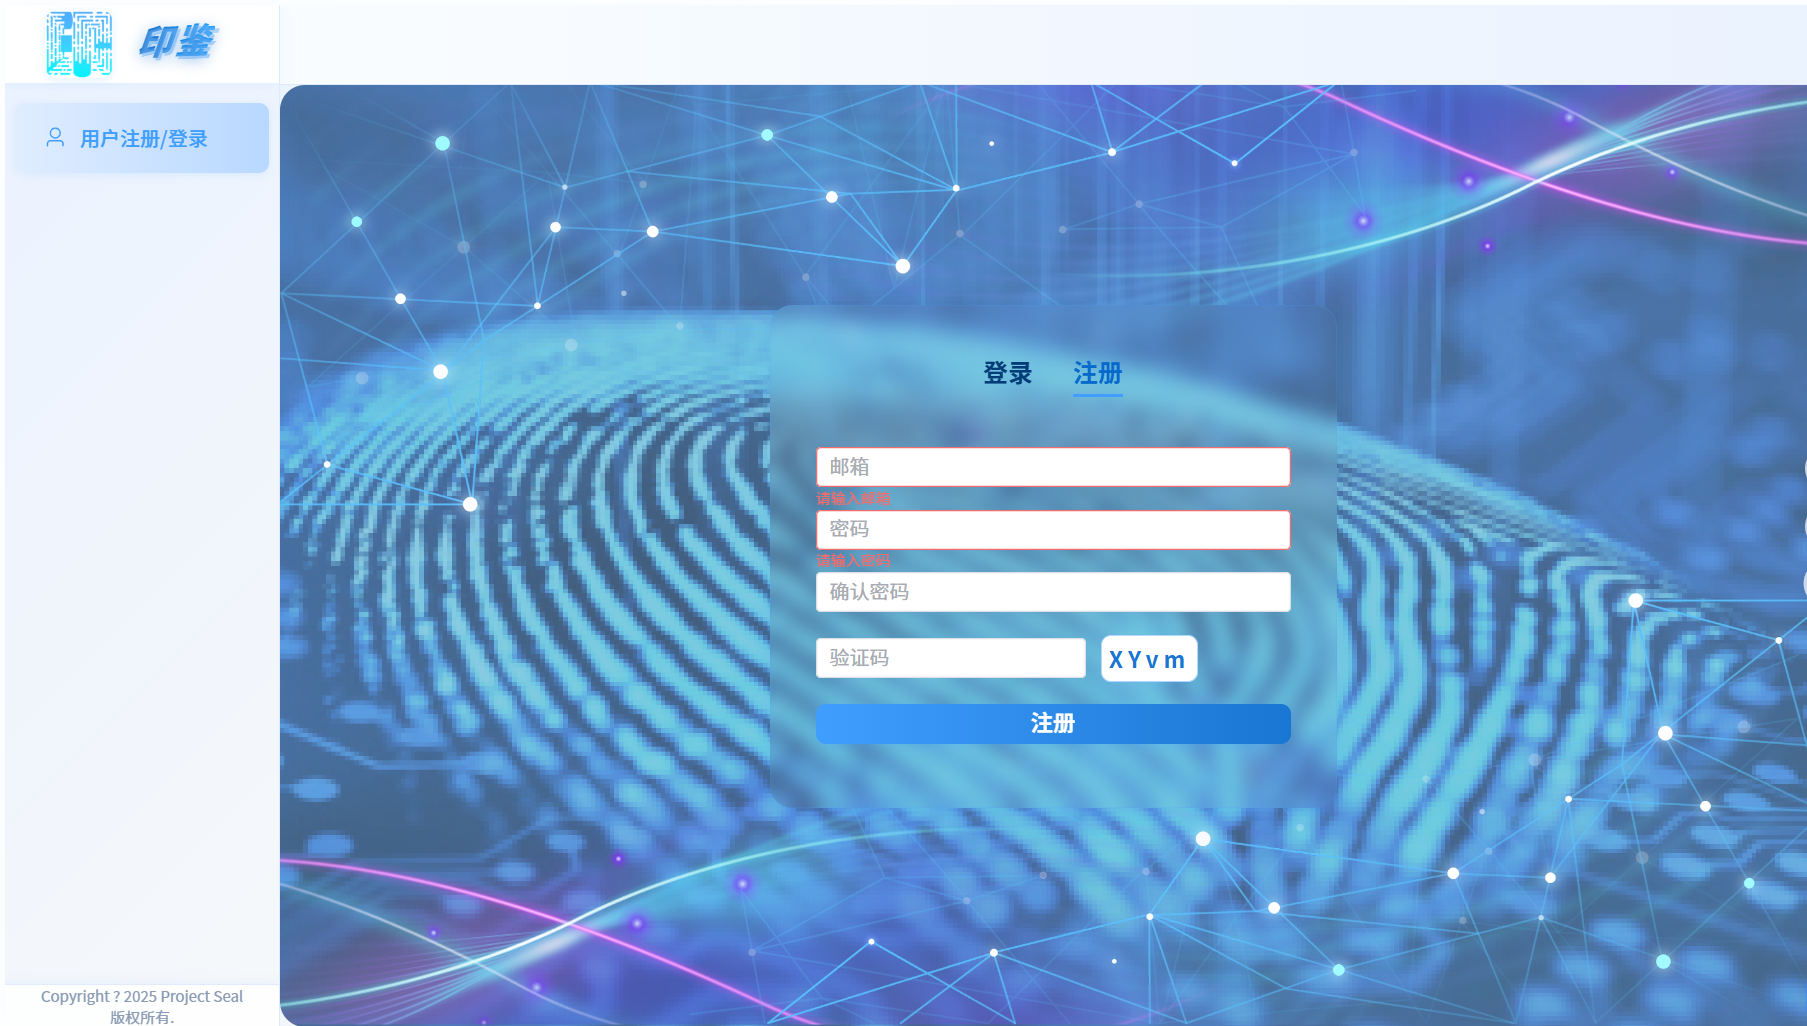 印鉴
用户注册/登录
登录 注册
邮箱
请输入邮箱
密码
请输入密码
确认密码
验证码 XYvm
注册
Copyright ? 2025 Project Seal
版权所有.